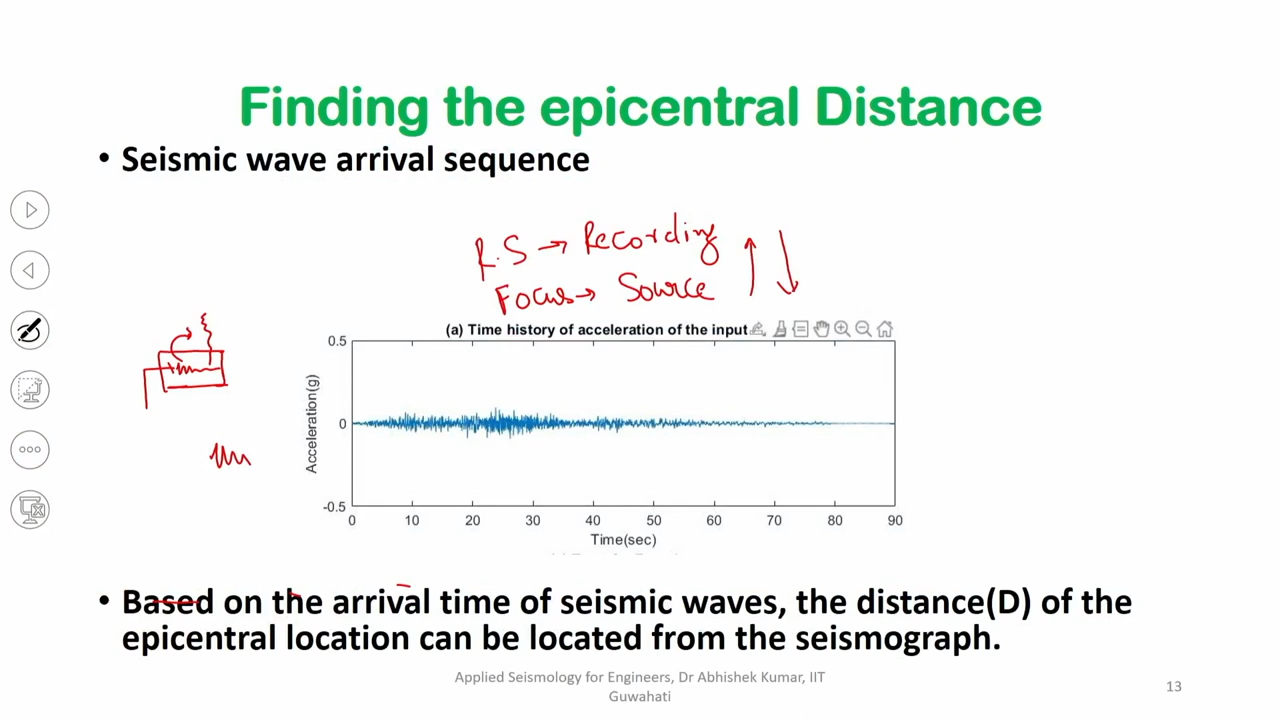 Finding the epicentral Distance
• Seismic wave arrival sequence
R.S → Recording
Focus → Source
(a) Time history of acceleration of the input
0.5
0
-0.5
Acceleration(g)
0 10 20 30 40 50 60 70 80 90
Time(sec)
• Based on the arrival time of seismic waves, the distance(D) of the
epicentral location can be located from the seismograph.
Applied Seismology for Engineers, Dr Abhishek Kumar, IIT
Guwahati
13